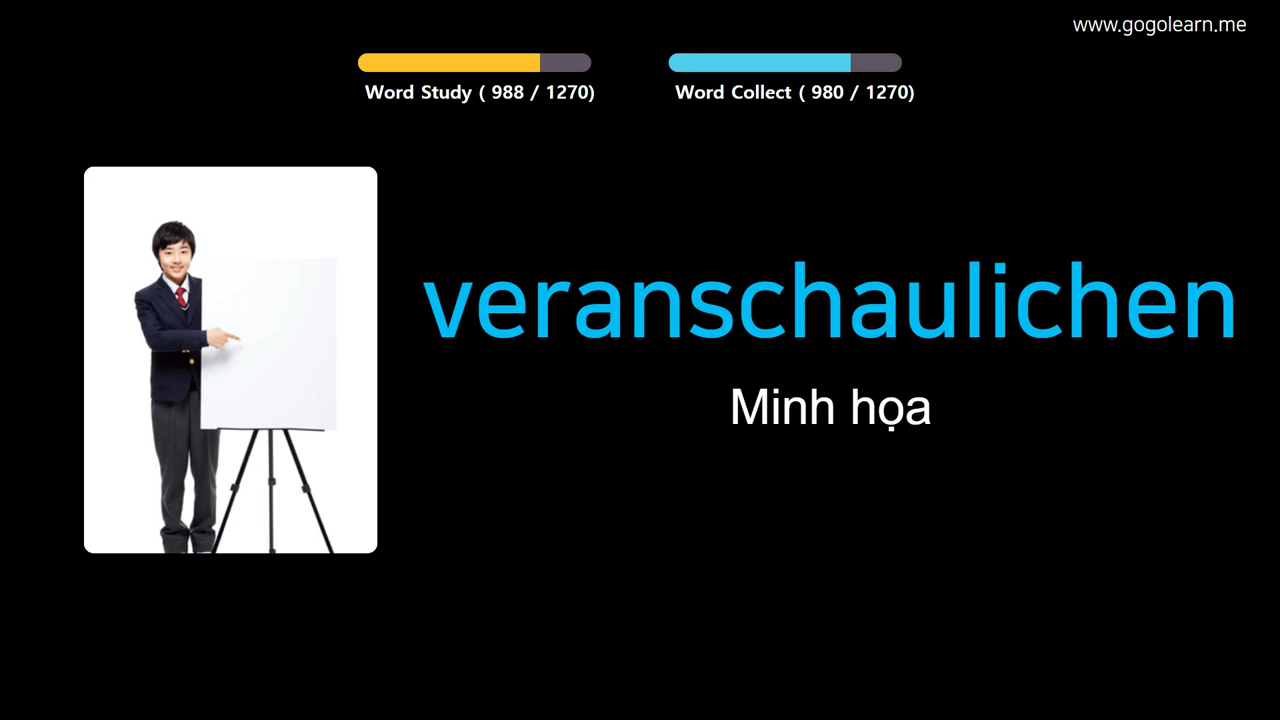 www.gogolearn.me
Word Study ( 988 / 1270)
Word Collect ( 980 / 1270)
veranschaulichen
Minh họa